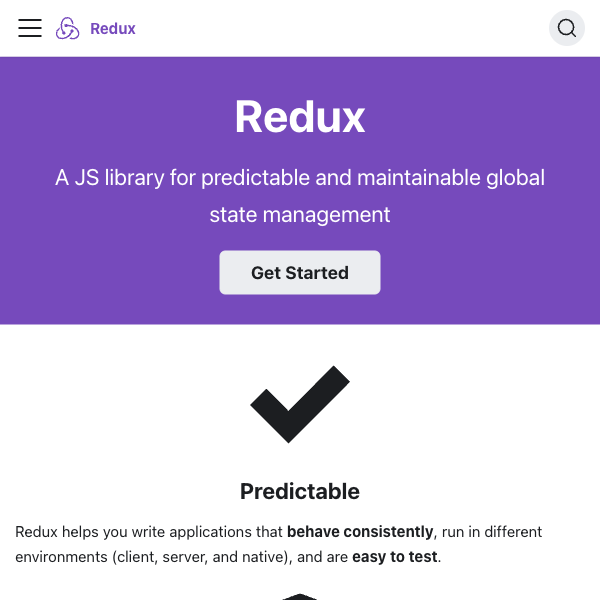 Redux
Redux
A JS library for predictable and maintainable global
state management
Get Started
Predictable
Redux helps you write applications that behave consistently, run in different
environments (client, server, and native), and are easy to test.